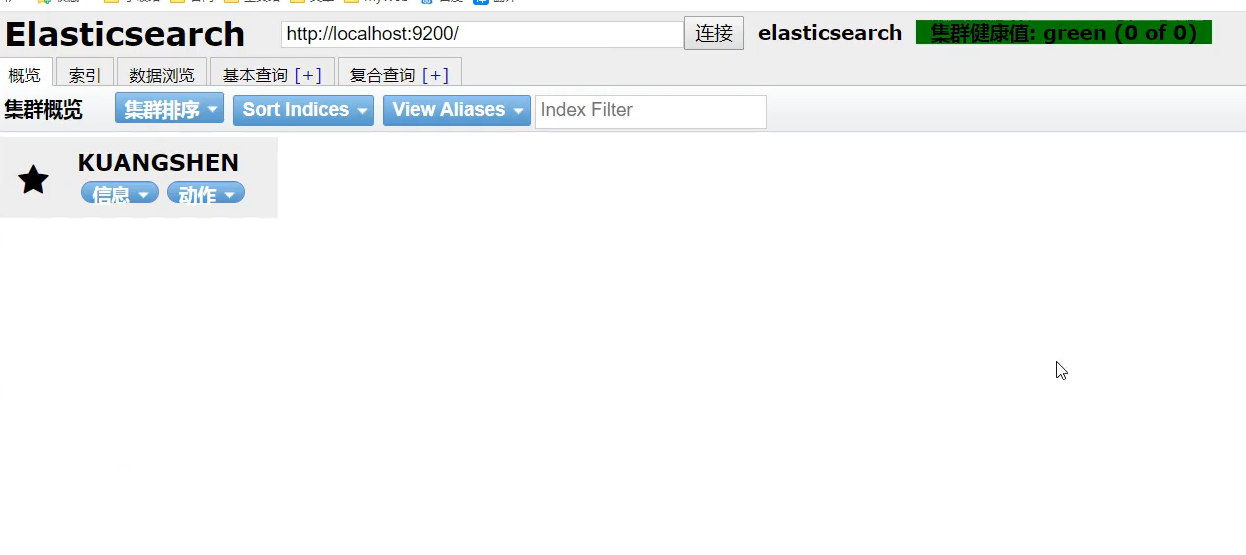 Elasticsearch http://localhost:9200/ 连接 elasticsearch 集群健康值: green (0 of 0)
概览 索引 数据浏览 基本查询 [+] 复合查询 [+]
集群概览 集群排序 Sort Indices View Aliases Index Filter
KUANGSHEN
信息 动作